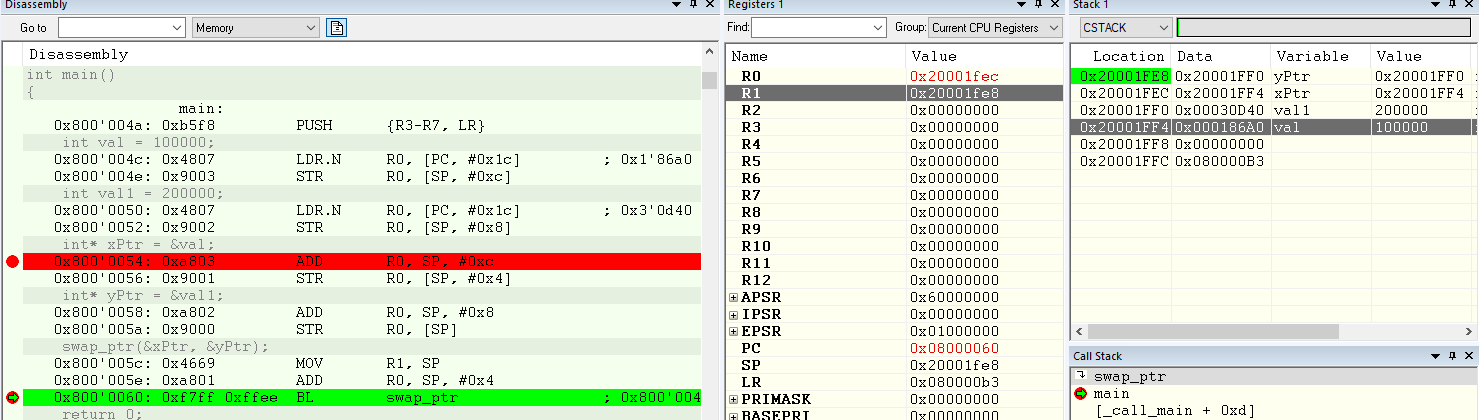 Disassembly
Go to
Memory
Disassembly
int main()
{
main:
0x800'004a: 0xb5f8 PUSH {R3-R7, LR}
int val = 100000;
0x800'004c: 0x4807 LDR.N R0, [PC, #0x1c] ; 0x1'86a0
0x800'004e: 0x9003 STR R0, [SP, #0xc]
int val1 = 200000;
0x800'0050: 0x4807 LDR.N R0, [PC, #0x1c] ; 0x3'0d40
0x800'0052: 0x9002 STR R0, [SP, #0x8]
int* xPtr = &val;
0x800'0054: 0xa803 ADD R0, SP, #0xc
0x800'0056: 0x9001 STR R0, [SP, #0x4]
int* yPtr = &val1;
0x800'0058: 0xa802 ADD R0, SP, #0x8
0x800'005a: 0x9000 STR R0, [SP]
swap_ptr(&xPtr, &yPtr);
0x800'005c: 0x4669 MOV R1, SP
0x800'005e: 0xa801 ADD R0, SP, #0x4
0x800'0060: 0xf7ff 0xffee BL swap_ptr ; 0x800'004
return 0;
Registers 1
Find:
Group: Current CPU Registers
Name Value
R0 0x20001fec
R1 0x20001fe8
R2 0x00000000
R3 0x00000000
R4 0x00000000
R5 0x00000000
R6 0x00000000
R7 0x00000000
R8 0x00000000
R9 0x00000000
R10 0x00000000
R11 0x00000000
R12 0x00000000
APSR 0x60000000
IPSR 0x00000000
EPSR 0x01000000
PC 0x08000060
SP 0x20001fe8
LR 0x080000b3
PRIMASK 0x00000000
BASEPRI 0x00000000
Stack 1
CSTACK
Location Data Variable Value
0x20001FE8 0x20001FF0 yPtr 0x20001FF0
0x20001FEC 0x20001FF4 xPtr 0x20001FF4
0x20001FF0 0x00030D40 val1 200000
0x20001FF4 0x000186A0 val 100000
0x20001FF8 0x00000000
0x20001FFC 0x080000B3
Call Stack
swap_ptr
main
[_call_main + 0xd]